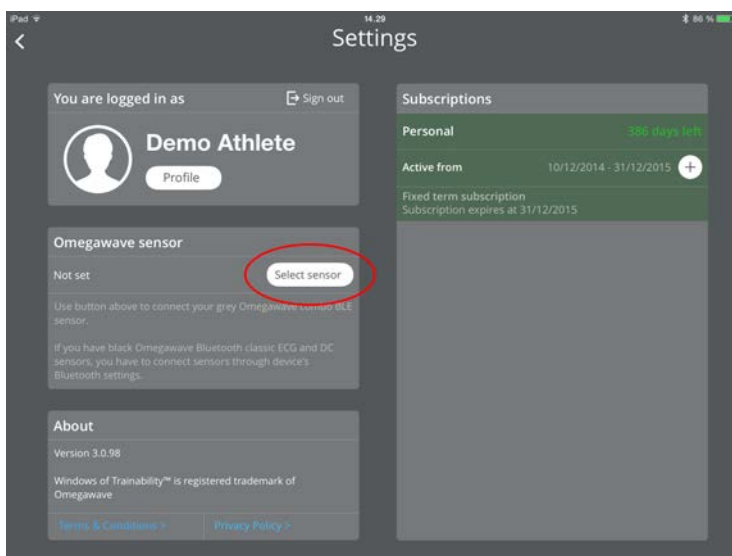 iPad
14.29
86 %
Settings
You are logged in as
Sign out
Demo Athlete
Profile
Omegawave sensor
Not set
Select sensor
Use button above to connect your grey Omegawave combo BLE
sensor.
If you have black Omegawave Bluetooth classic ECG and DC
sensors, you have to connect sensors through device's
Bluetooth settings.
About
Version 3.0.98
Windows of Trainability™ is registered trademark of
Omegawave
Terms & Conditions >
Privacy Policy >
Subscriptions
Personal
386 days left
Active from
10/12/2014 - 31/12/2015
Fixed term subscription
Subscription expires at 31/12/2015